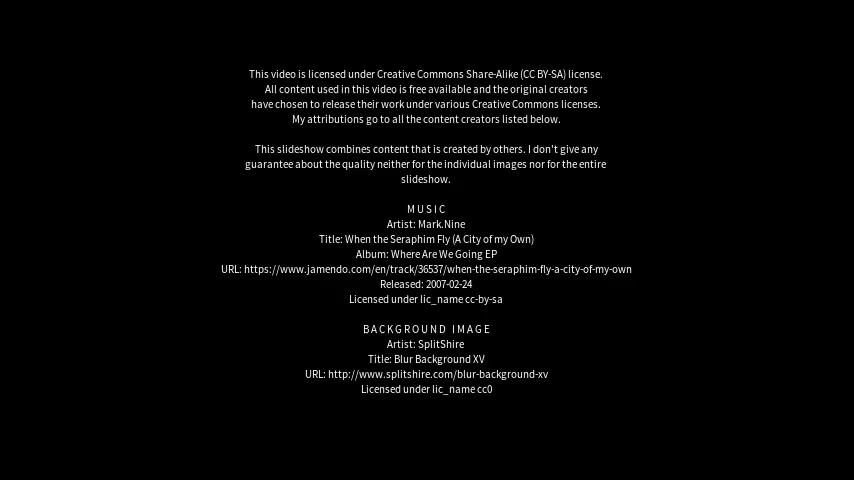 This video is licensed under Creative Commons Share-Alike (CC BY-SA) license.
All content used in this video is free available and the original creators
have chosen to release their work under various Creative Commons licenses.
My attributions go to all the content creators listed below.
This slideshow combines content that is created by others. I don't give any
guarantee about the quality neither for the individual images nor for the entire
slideshow.
MUSIC
Artist: Mark.Nine
Title: When the Seraphim Fly (A City of my Own)
Album: Where Are We Going EP
URL: https://www.jamendo.com/en/track/36537/when-the-seraphim-fly-a-city-of-my-own
Released: 2007-02-24
Licensed under lic_name cc-by-sa
BACKGROUND IMAGE
Artist: SplitShire
Title: Blur Background XV
URL: http://www.splitshire.com/blur-background-xv
Licensed under lic_name cc0